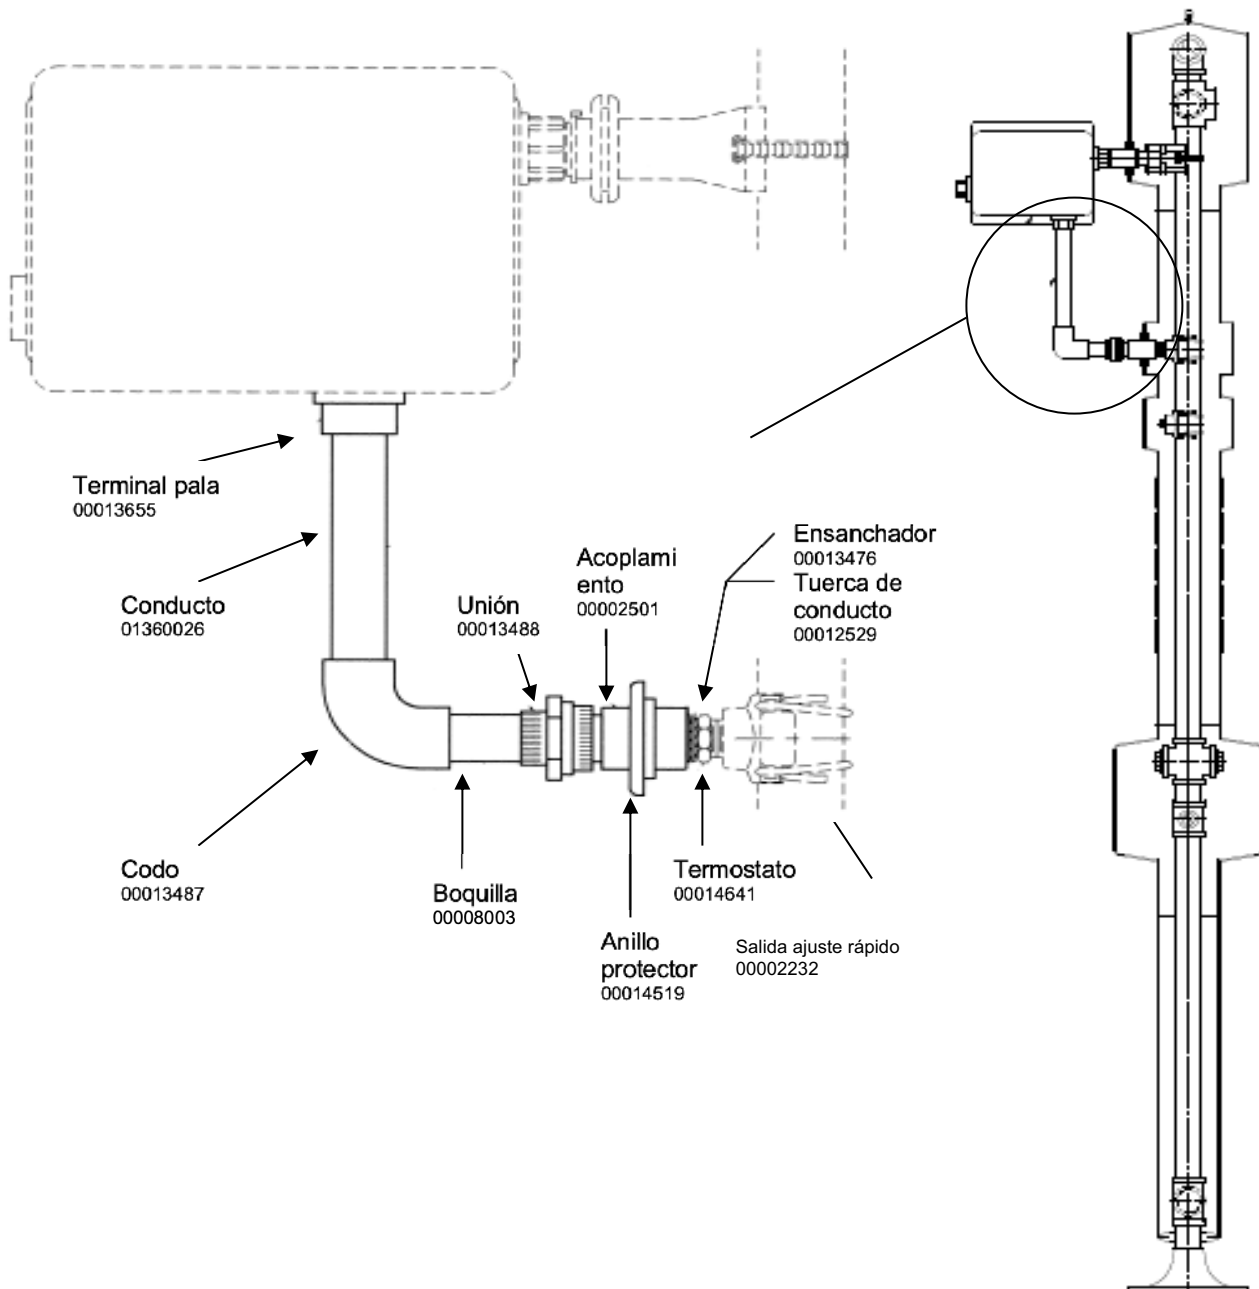 Terminal pala
00013655
Conducto
01360026
Unión
00013488
Acoplami
ento
00002501
Ensanchador
00013476
Tuerca de
conducto
00012529
Codo
00013487
Boquilla
00008003
Anillo
protector
00014519
Termostato
00014641
Salida ajuste rápido
00002232